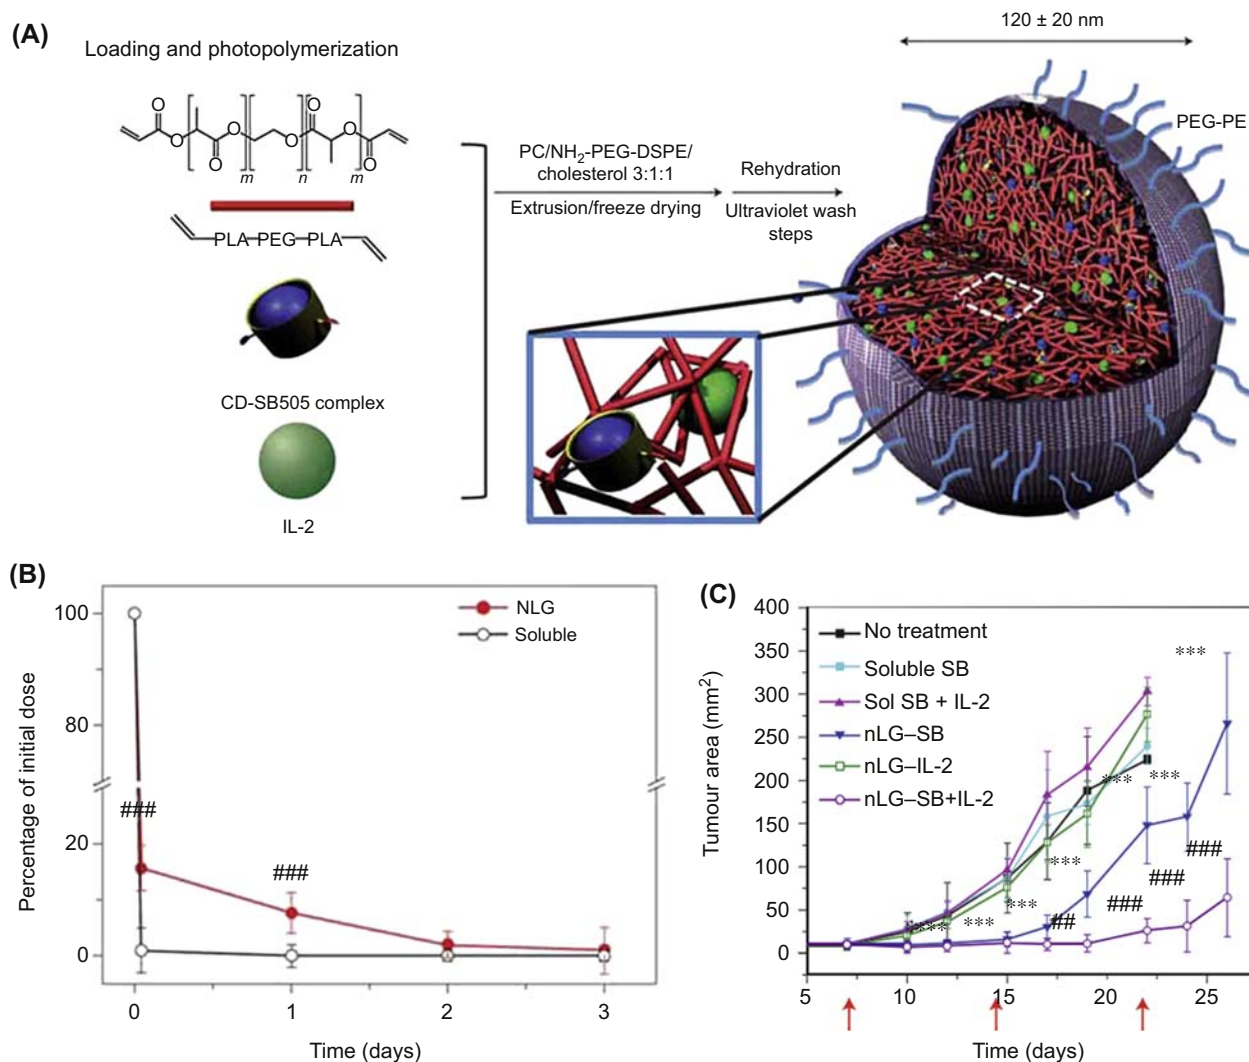 (A)
Loading and photopolymerization
O O O O O O O O
m n m
PLA PEG PLA
CD-SB505 complex
IL-2
PC/NH₂-PEG-DSPE/
cholesterol 3:1:1
Extrusion/freeze drying
Rehydration
Ultraviolet wash
steps
120 ± 20 nm
PEG-PE
(B)
NLG
Soluble
Percentage of initial dose
100
80
20
0
###
###
0 1 2 3
Time (days)
(C)
No treatment
Soluble SB
Sol SB + IL-2
nLG–SB
nLG–IL-2
nLG–SB+IL-2
Tumour area (mm²)
400
350
300
250
200
150
100
50
0
***
***
***
***
***
***
***
##
###
###
###
5 10 15 20 25
Time (days)